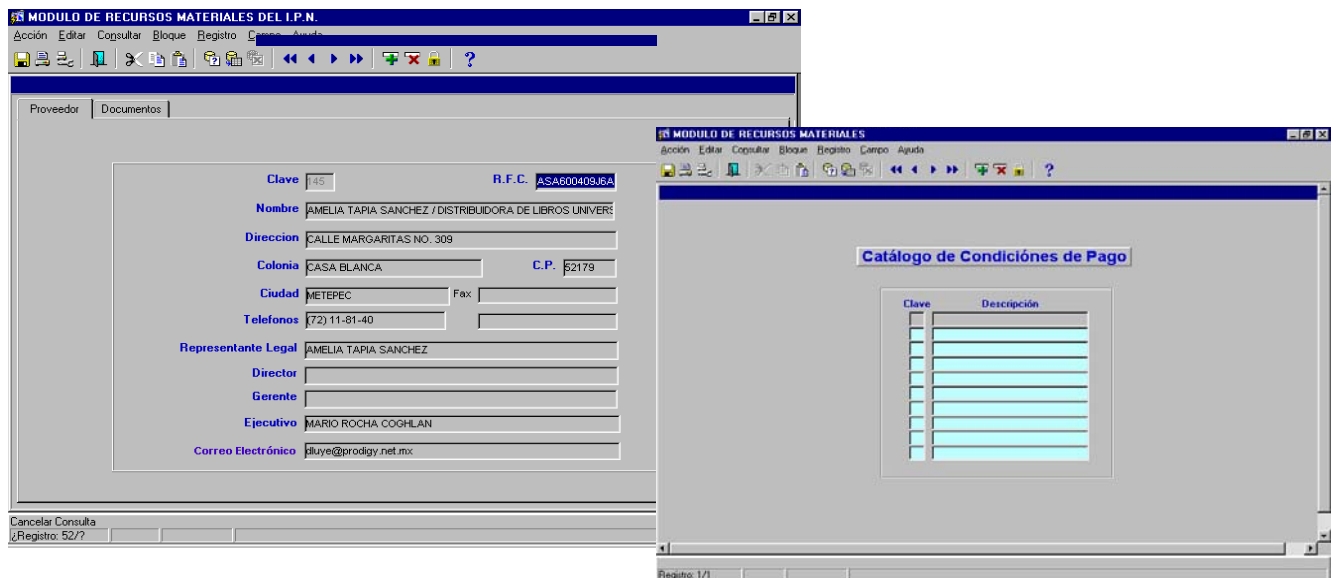 MODULO DE RECURSOS MATERIALES DEL I.P.N.
Acción Editar Consultar Bloque Registro Campo Ayuda
Proveedor Documentos
Clave 145 R.F.C. ASA600409J6A
Nombre AMELIA TAPIA SANCHEZ / DISTRIBUIDORA DE LIBROS UNIVERS
Direccion CALLE MARGARITAS NO. 309
Colonia CASA BLANCA C.P. 52179
Ciudad METEPEC Fax
Telefonos (72) 11-81-40
Representante Legal AMELIA TAPIA SANCHEZ
Director
Gerente
Ejecutivo MARIO ROCHA COGHLAN
Correo Electrónico dluye@prodigy.net.mx
Cancelar Consulta
¿Registro: 52/?
MODULO DE RECURSOS MATERIALES
Acción Editar Consultar Bloque Registro Campo Ayuda
Catálogo de Condiciónes de Pago
Clave Descripción
Registro: 1/1